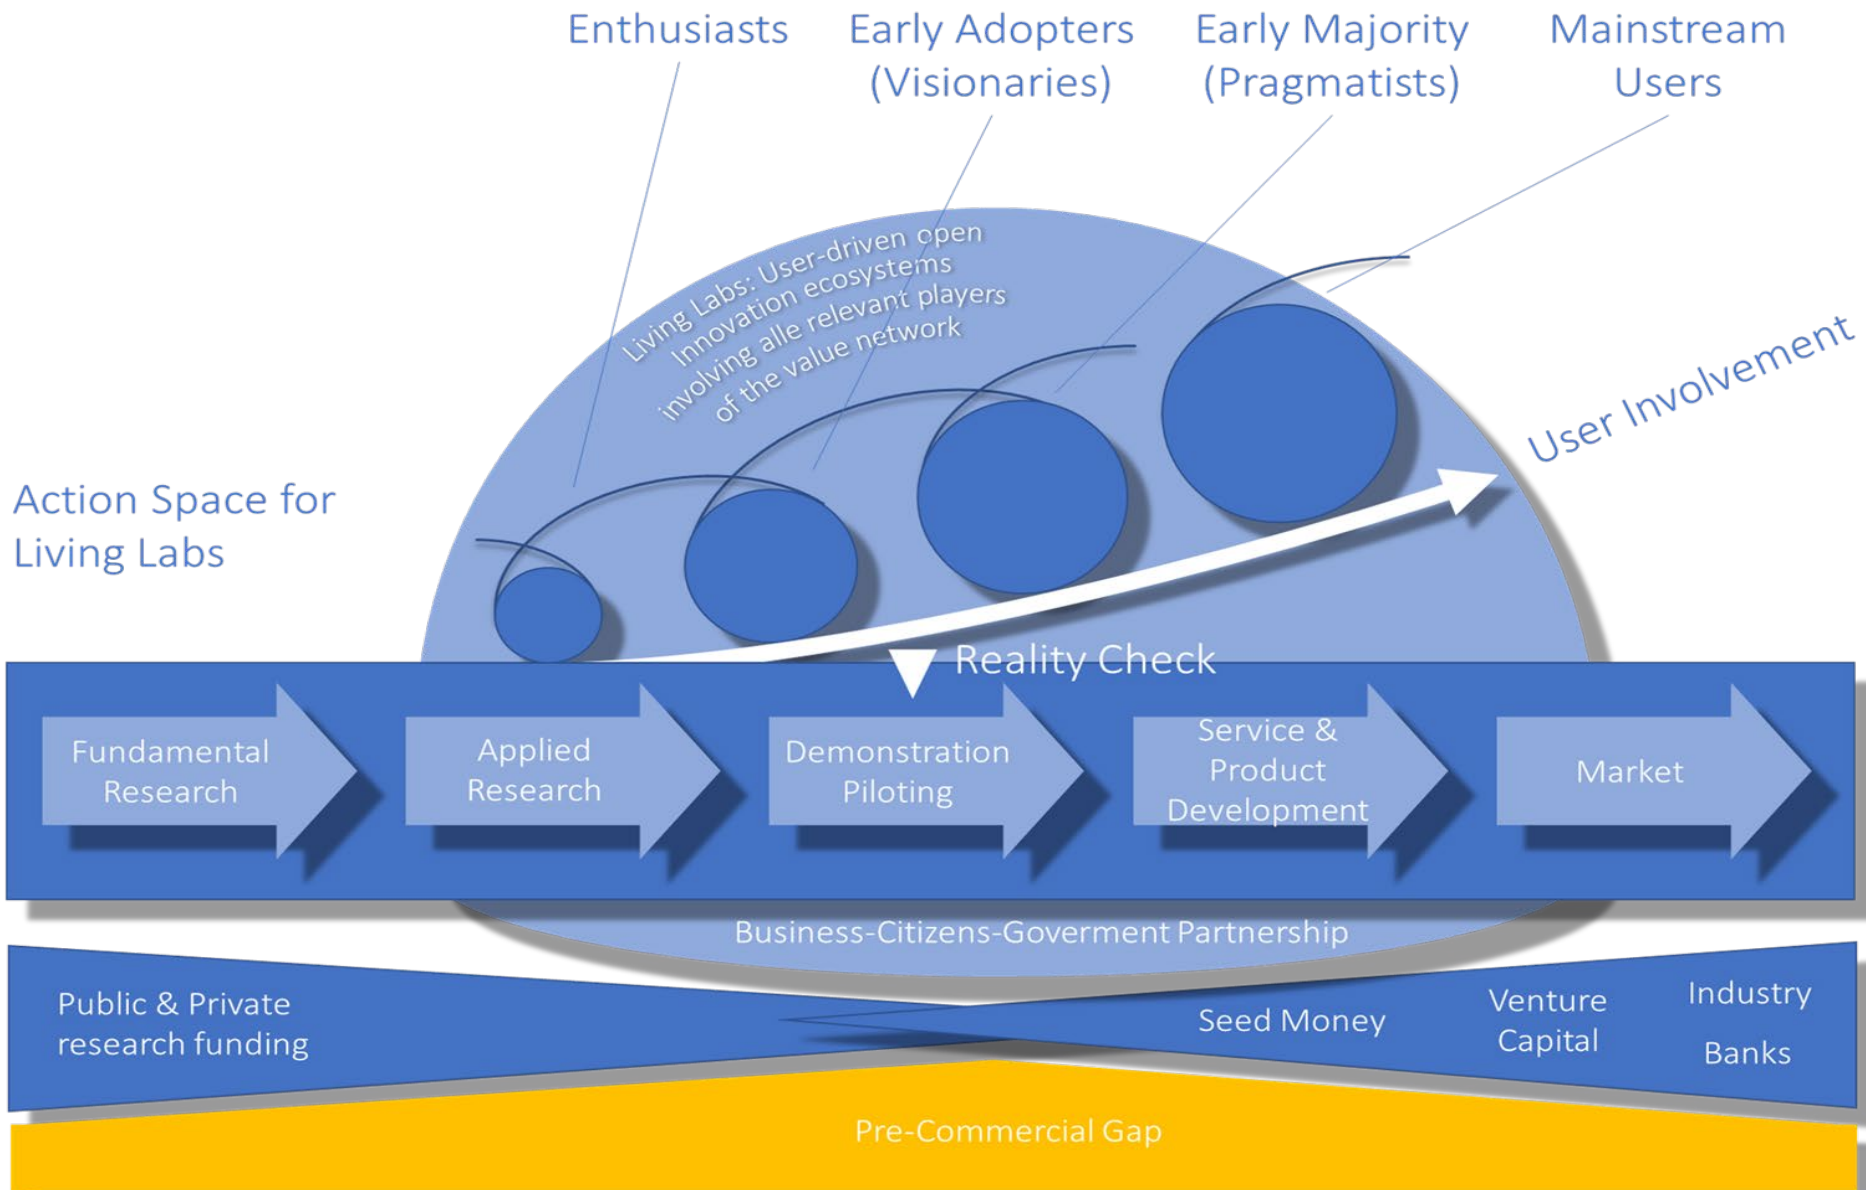 Enthusiasts
Early Adopters
(Visionaries)
Early Majority
(Pragmatists)
Mainstream
Users
Living Labs: User-driven open
Innovation ecosystems
involving alle relevant players
of the value network
User Involvement
Action Space for
Living Labs
Reality Check
Fundamental
Research
Applied
Research
Demonstration
Piloting
Service &
Product
Development
Market
Business-Citizens-Goverment Partnership
Public & Private
research funding
Seed Money
Venture
Capital
Industry
Banks
Pre-Commercial Gap